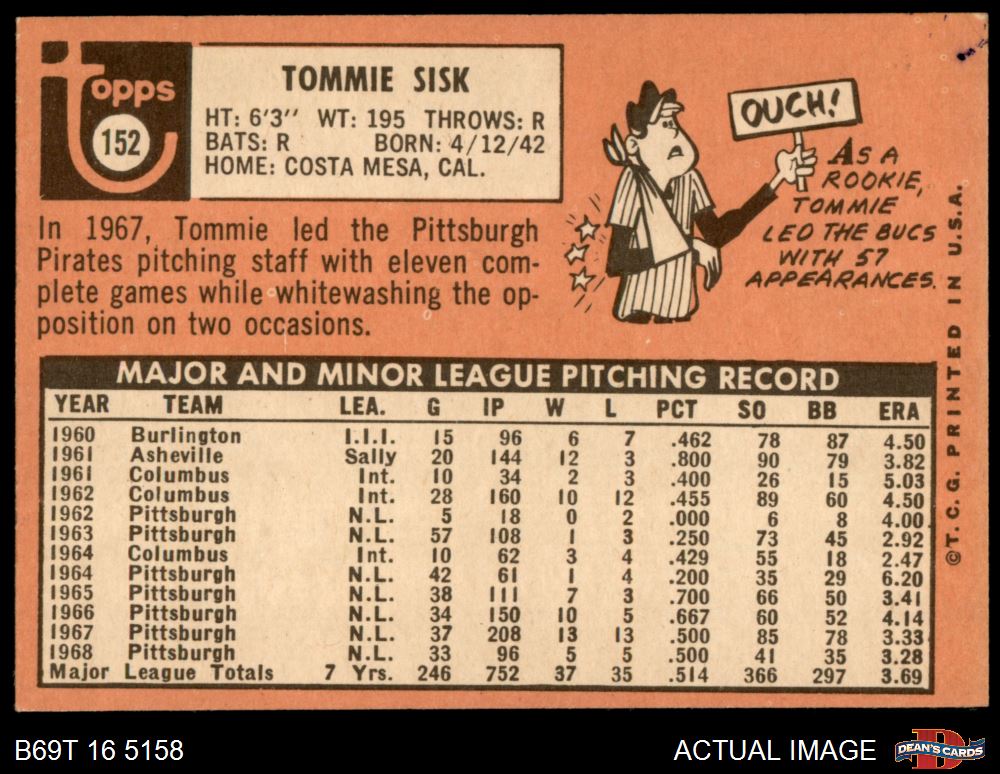 Topps
152
TOMMIE SISK
HT: 6'3" WT: 195 THROWS: R
BATS: R BORN: 4/12/42
HOME: COSTA MESA, CAL.
In 1967, Tommie led the Pittsburgh
Pirates pitching staff with eleven com-
plete games while whitewashing the op-
position on two occasions.
OUCH!
AS A
ROOKIE,
TOMMIE
LED THE BUCS
WITH 57
APPEARANCES.
MAJOR AND MINOR LEAGUE PITCHING RECORD
YEAR TEAM LEA. G IP W L PCT SO BB ERA
1960 Burlington I.I.I. 15 96 6 7 .462 78 87 4.50
1961 Asheville Sally 20 144 12 3 .800 90 79 3.82
1961 Columbus Int. 10 34 2 3 .400 26 15 5.03
1962 Columbus Int. 28 160 10 12 .455 89 60 4.50
1962 Pittsburgh N.L. 5 18 0 2 .000 6 8 4.00
1963 Pittsburgh N.L. 57 108 1 3 .250 73 45 2.92
1964 Columbus Int. 10 62 3 4 .429 55 18 2.47
1964 Pittsburgh N.L. 42 61 1 4 .200 35 29 6.20
1965 Pittsburgh N.L. 38 111 7 3 .700 66 50 3.41
1966 Pittsburgh N.L. 34 150 10 5 .667 60 52 4.14
1967 Pittsburgh N.L. 37 208 13 13 .500 85 78 3.33
1968 Pittsburgh N.L. 33 96 5 5 .500 41 35 3.28
Major League Totals 7 Yrs. 246 752 37 35 .514 366 297 3.69
©T.C.G. PRINTED IN U.S.A.
B69T 16 5158
ACTUAL IMAGE
DEAN'S CARDS